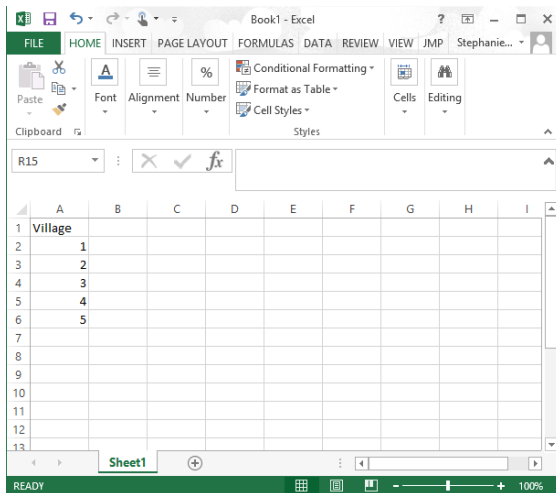 Book1 - Excel
FILE HOME INSERT PAGE LAYOUT FORMULAS DATA REVIEW VIEW JMP Stephanie...
Paste
Clipboard
Font
Alignment
Number
%
Conditional Formatting
Format as Table
Cell Styles
Styles
Cells
Editing
R15
fx
A B C D E F G H I
1 Village
2 1
3 2
4 3
5 4
6 5
7
8
9
10
11
12
13
Sheet1
READY
100%